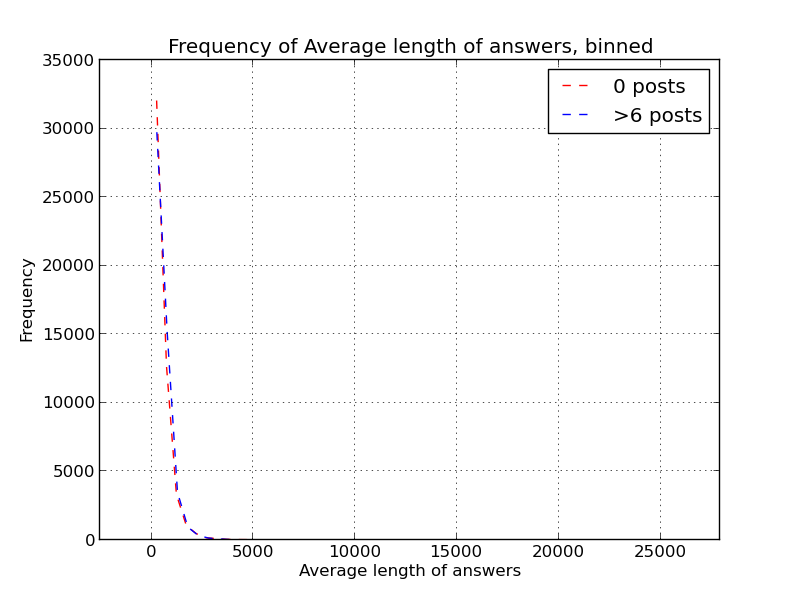 Frequency of Average length of answers, binned
35000
30000
25000
20000
15000
10000
5000
0
Frequency
0 posts
>6 posts
0 5000 10000 15000 20000 25000
Average length of answers